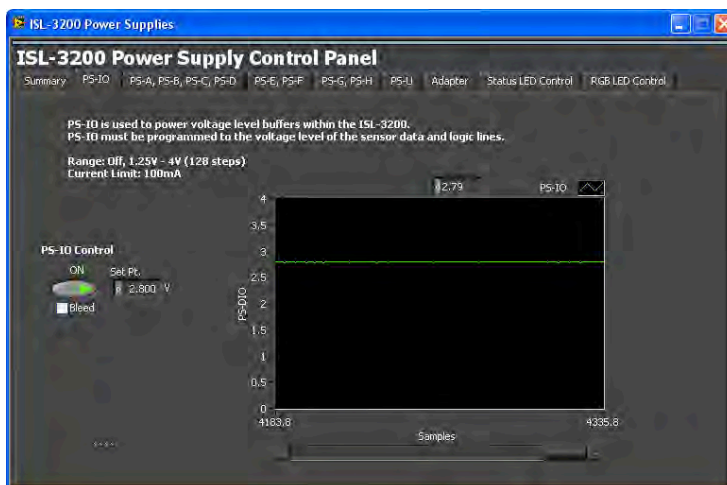 ISL-3200 Power Supplies
ISL-3200 Power Supply Control Panel
Summary PS-IO PS-A, PS-B, PS-C, PS-D PS-E, PS-F PS-G, PS-H PS-U Adapter Status LED Control RGB LED Control
PS-IO is used to power voltage level buffers within the ISL-3200.
PS-IO must be programmed to the voltage level of the sensor data and logic lines.
Range: Off, 1.25V - 4V (128 steps)
Current Limit: 100mA
2.79 PS-IO
4
3.5
3
2.5
2
1.5
1
0.5
0
PS-DIO
PS-IO Control
ON Set Pt.
2.800 V
Bleed
4183.8 4335.8
Samples